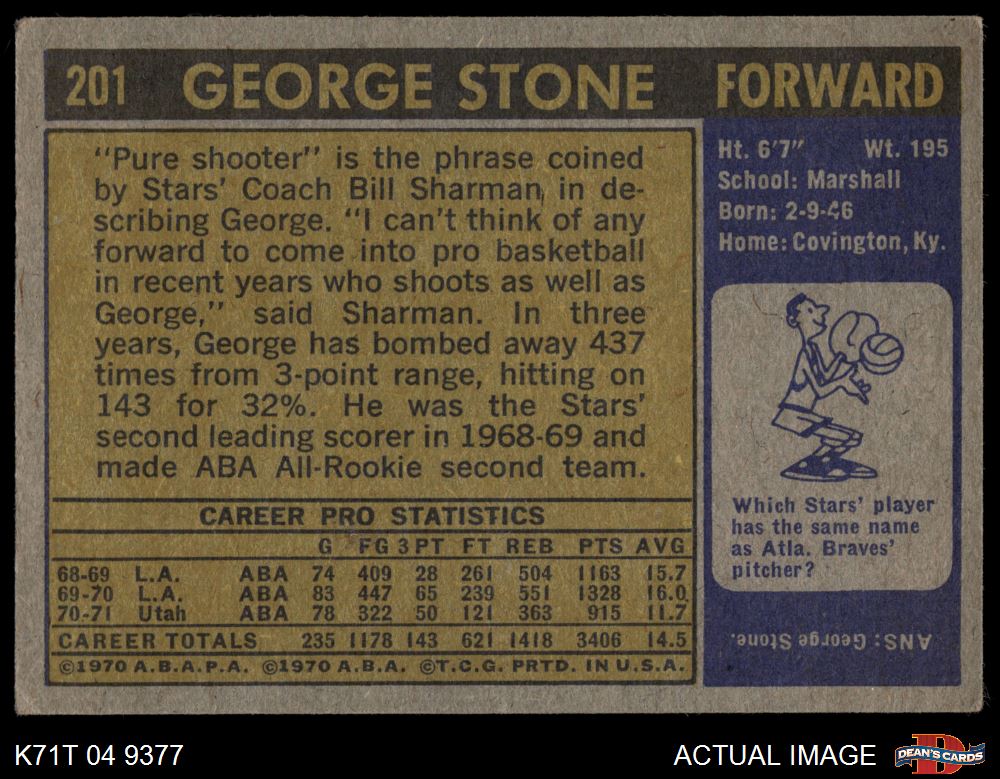 201 GEORGE STONE FORWARD
"Pure shooter" is the phrase coined
by Stars' Coach Bill Sharman, in de-
scribing George. "I can't think of any
forward to come into pro basketball
in recent years who shoots as well as
George," said Sharman. In three
years, George has bombed away 437
times from 3-point range, hitting on
143 for 32%. He was the Stars'
second leading scorer in 1968-69 and
made ABA All-Rookie second team.
CAREER PRO STATISTICS
G FG 3PT FT REB PTS AVG
68-69 L.A. ABA 74 409 28 261 504 1163 15.7
69-70 L.A. ABA 83 447 65 239 551 1328 16.0
70-71 Utah ABA 78 322 50 121 363 915 11.7
CAREER TOTALS 235 1178 143 621 1418 3406 14.5
©1970 A.B.A.P.A. ©1970 A.B.A. ©T.C.G. PRTD. IN U.S.A.
Ht. 6'7" Wt. 195
School: Marshall
Born: 2-9-46
Home: Covington, Ky.
Which Stars' player
has the same name
as Atla. Braves'
pitcher?
ANS: George Stone.
K71T 04 9377
ACTUAL IMAGE
D
DEAN'S CARDS